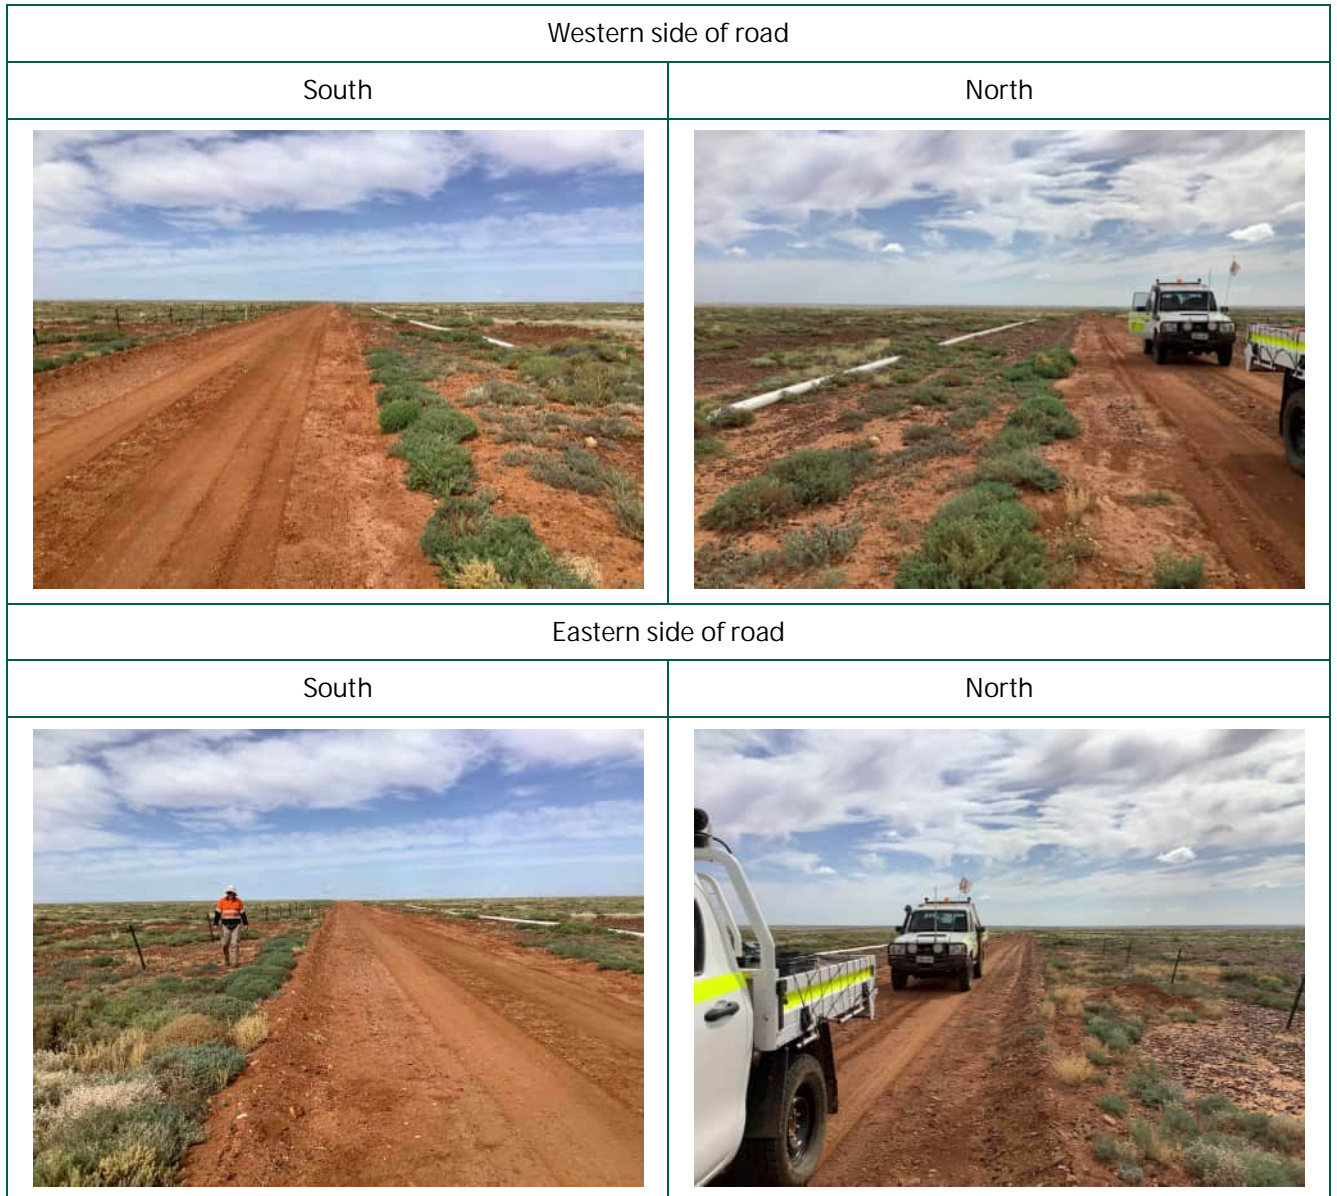 Western side of road
South
North
Eastern side of road
South
North